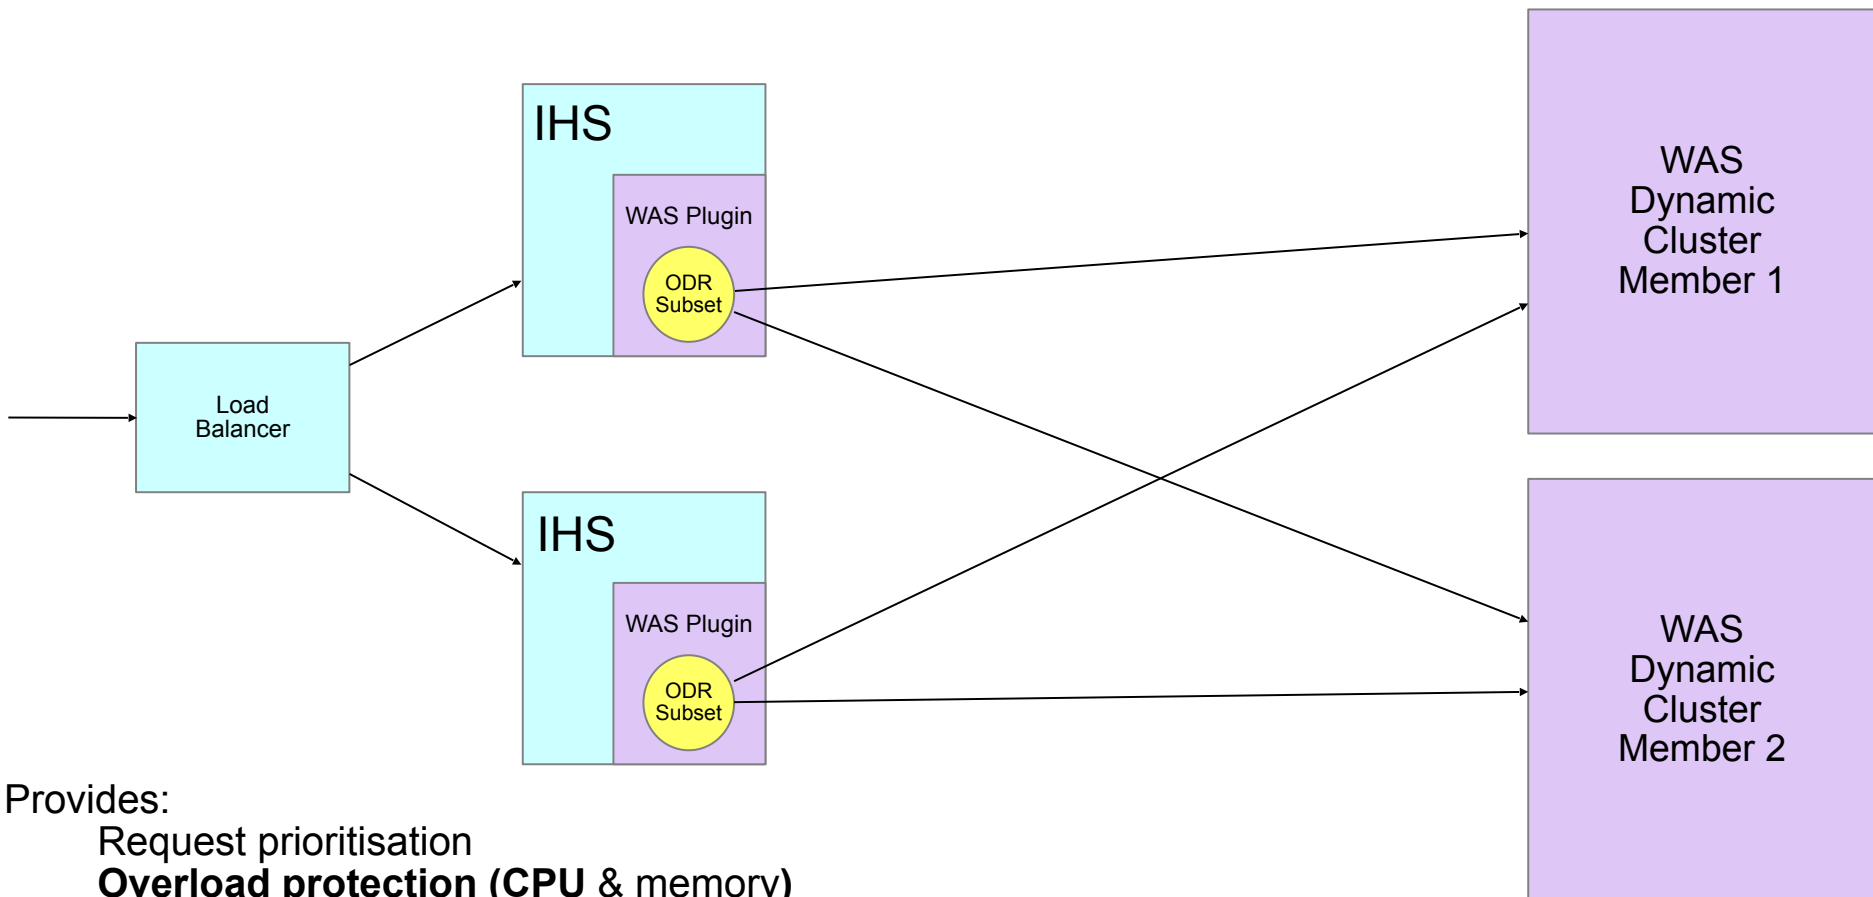 IHS
WAS Plugin
ODR
Subset
WAS
Dynamic
Cluster
Member 1
Load
Balancer
IHS
WAS Plugin
ODR
Subset
WAS
Dynamic
Cluster
Member 2
Provides:
Request prioritisation
Overload protection (CPU & memory)